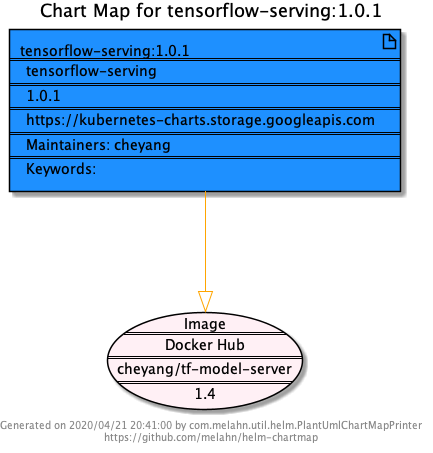 Chart Map for tensorflow-serving:1.0.1
tensorflow-serving:1.0.1
tensorflow-serving
1.0.1
https://kubernetes-charts.storage.googleapis.com
Maintainers: cheyang
Keywords:
Image
Docker Hub
cheyang/tf-model-server
1.4
Generated on 2020/04/21 20:41:00 by com.melahn.util.helm.PlantUmlChartMapPrinter
https://github.com/melahn/helm-chartmap